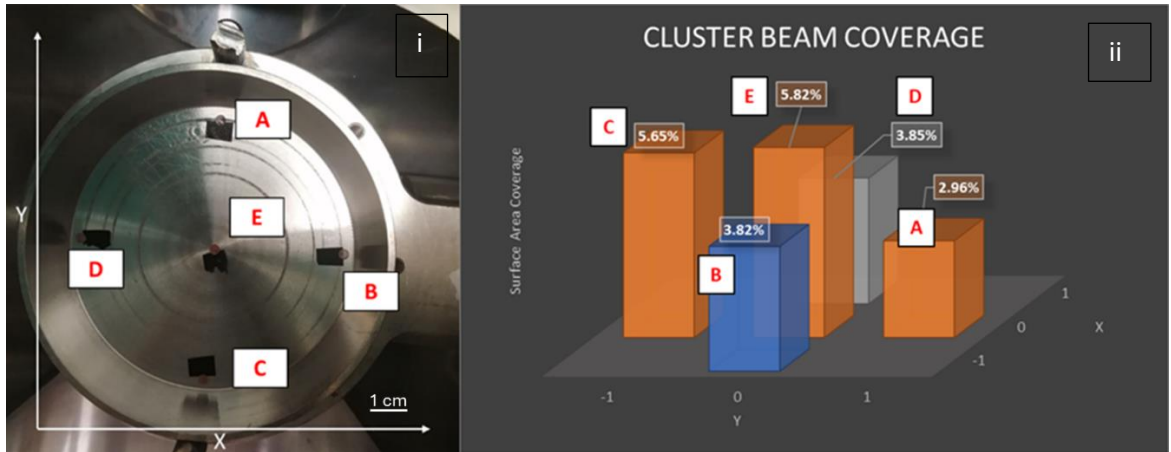 i
A
Y
E
D
B
C
1 cm
X
CLUSTER BEAM COVERAGE
ii
E
5.82%
D
C
5.65%
3.85%
2.96%
A
3.82%
B
Surface Area Coverage
1
0
X
-1
-1
0
1
Y